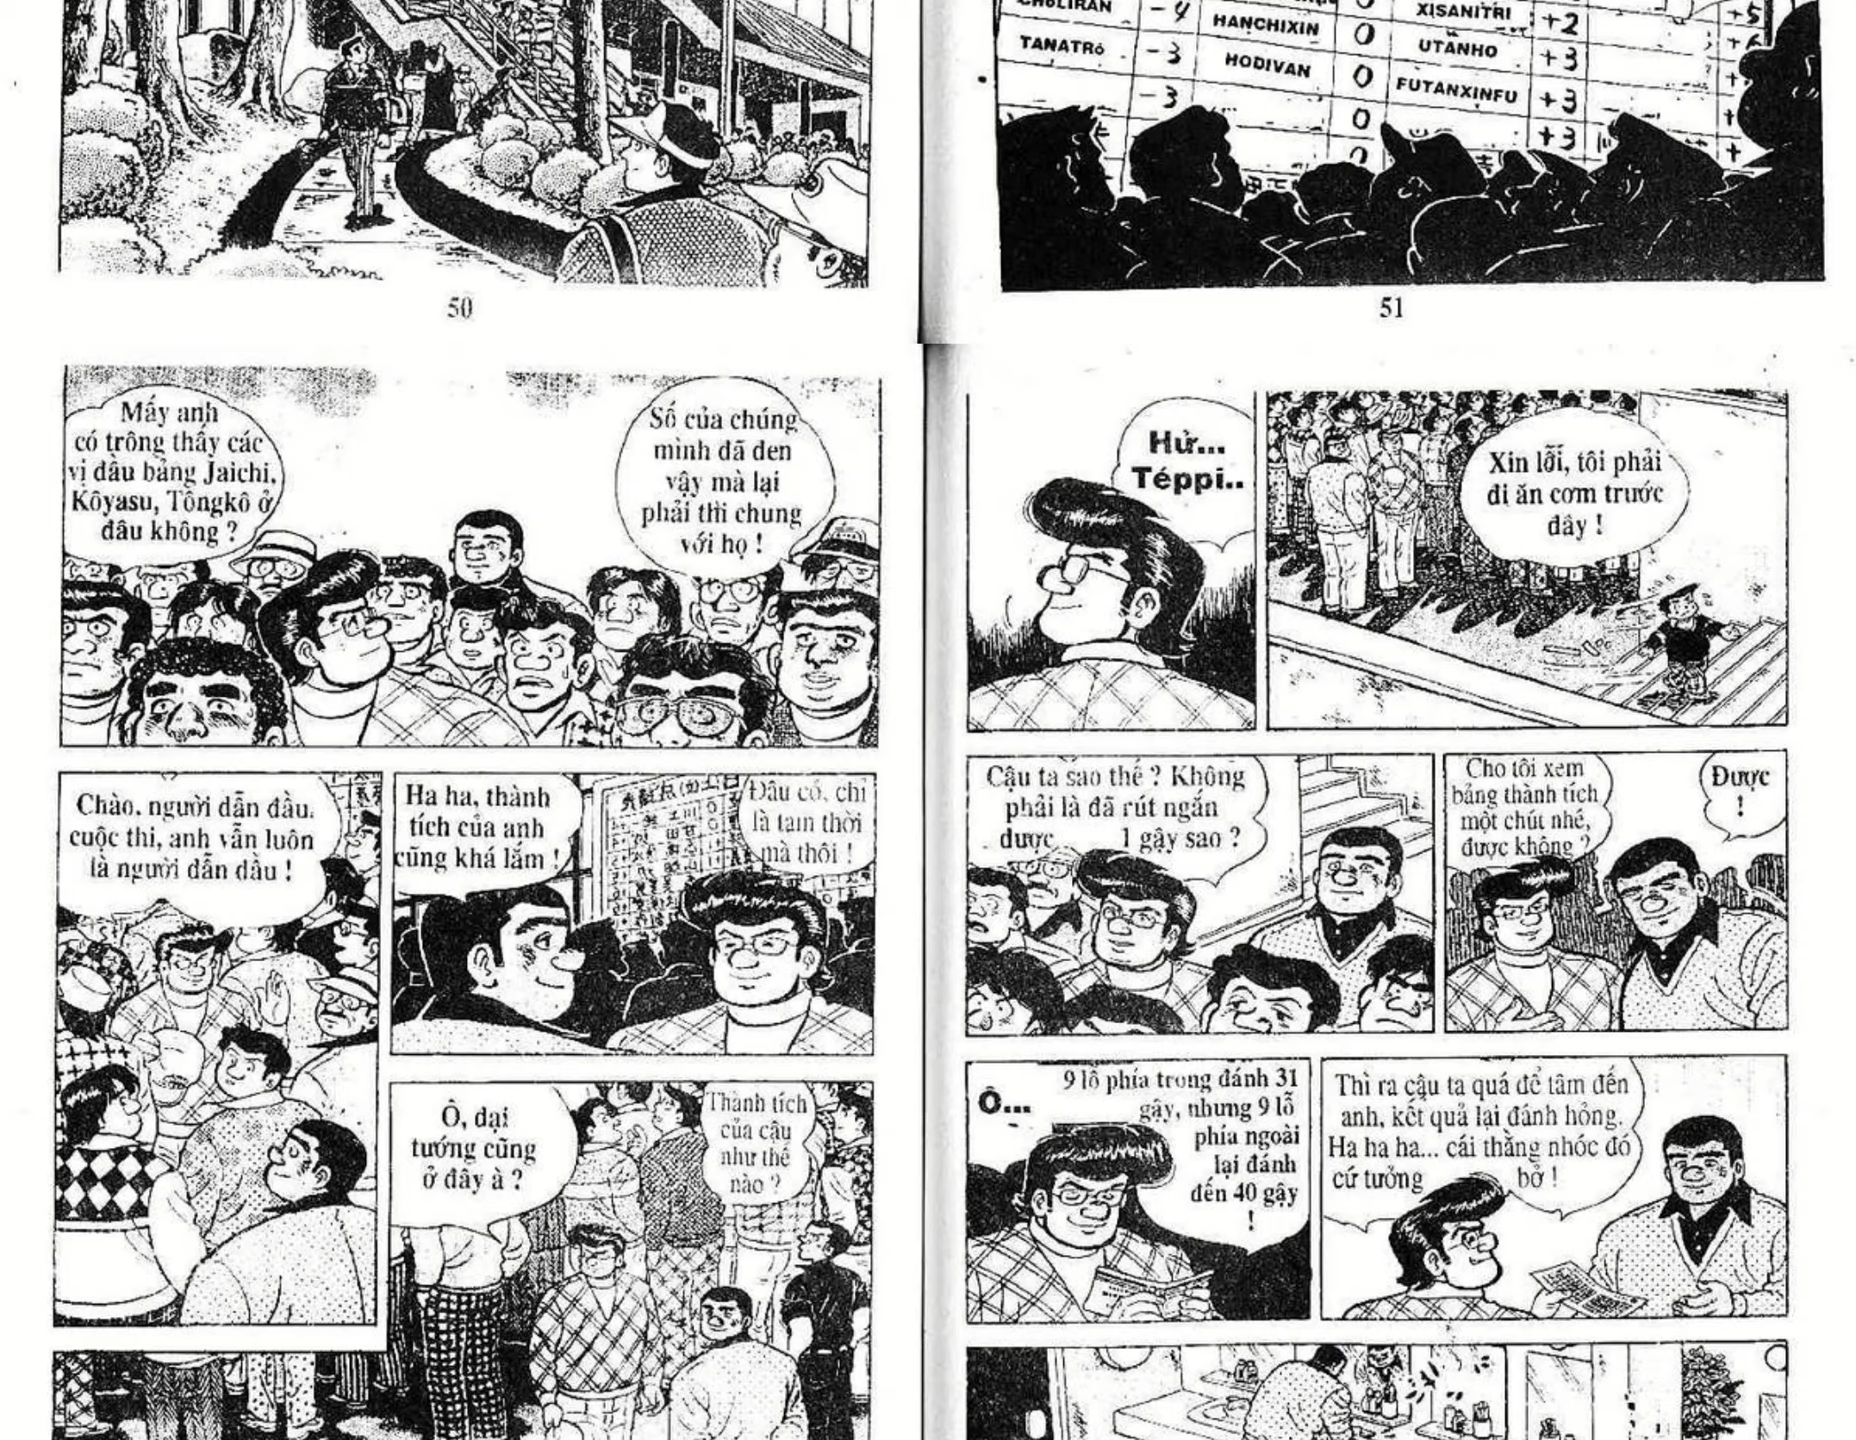 -4
HANCHIXIN
0
XISANITRI
+2
+5
TANATRÔ
-3
HODIVAN
0
UTANHO
+3
-3
0
FUTANXINFU
+3
0
+3
50
51
Mấy anh
có trông thấy các
vị đầu bảng Jaichi,
Kôyasu, Tôngkô ở
đâu không ?
Số của chúng
mình đã đen
vậy mà lại
phải thi chung
với họ !
Chào, người dẫn đầu,
cuộc thi, anh vẫn luôn
là người dẫn đầu !
Ha ha, thành
tích của anh
cũng khá lắm !
Đâu có, chỉ
là tạm thời
mà thôi !
Ô, đại
tướng cũng
ở đây à ?
Thành tích
của cậu
như thế
nào ?
Hử...
Téppi..
Xin lỗi, tôi phải
đi ăn cơm trước
đây !
Cậu ta sao thế ? Không
phải là đã rút ngắn
được 1 gậy sao ?
Cho tôi xem
bảng thành tích
một chút nhé,
được không ?
Được
!
Ô...
9 lỗ phía trong đánh 31
gậy, nhưng 9 lỗ
phía ngoài
lại đánh
đến 40 gậy
!
Thì ra cậu ta quá để tâm đến
anh, kết quả lại đánh hỏng.
Ha ha ha... cái thằng nhóc đó
cứ tưởng bở !